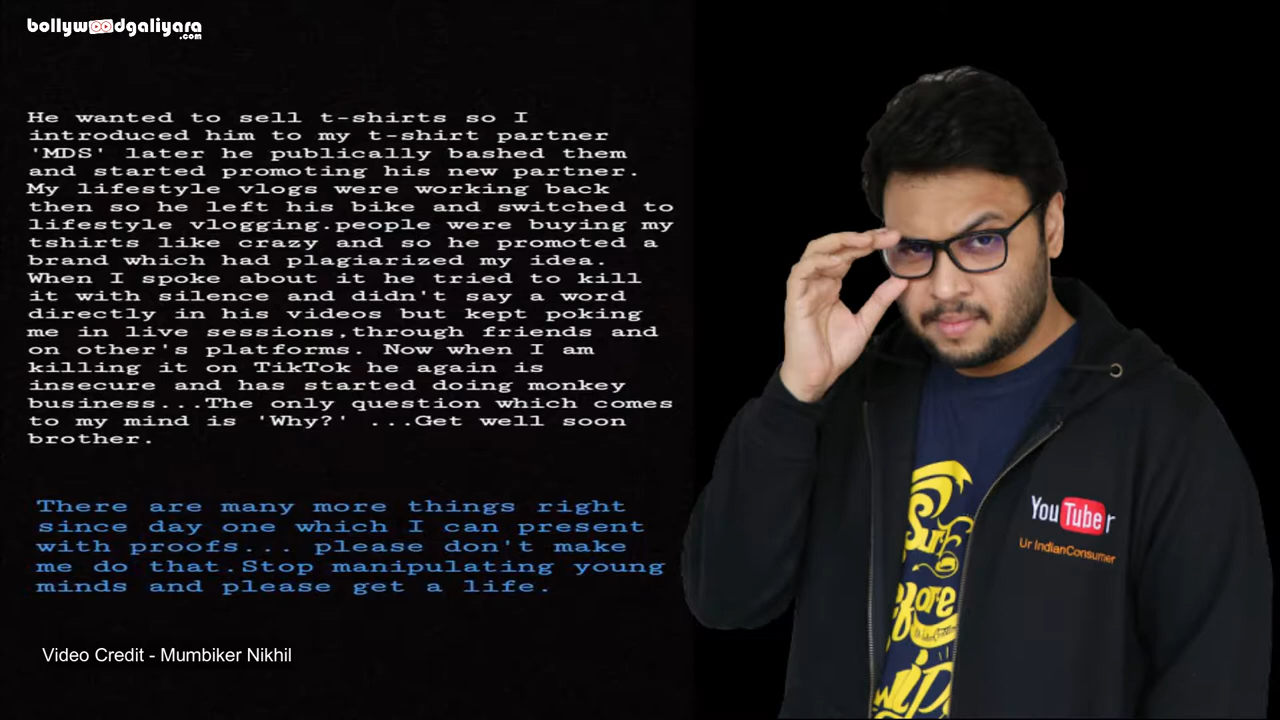 bollywoodgaliyara
.com
He wanted to sell t-shirts so I
introduced him to my t-shirt partner
'MDS' later he publically bashed them
and started promoting his new partner.
My lifestyle vlogs were working back
then so he left his bike and switched to
lifestyle vlogging.people were buying my
tshirts like crazy and so he promoted a
brand which had plagiarized my idea.
When I spoke about it he tried to kill
it with silence and didn't say a word
directly in his videos but kept poking
me in live sessions,through friends and
on other's platforms. Now when I am
killing it on TikTok he again is
insecure and has started doing monkey
business...The only question which comes
to my mind is 'Why?' ...Get well soon
brother.
There are many more things right
since day one which I can present
with proofs... please don't make
me do that.Stop manipulating young
minds and please get a life.
Video Credit - Mumbiker Nikhil
YouTuber
Ur IndianConsumer